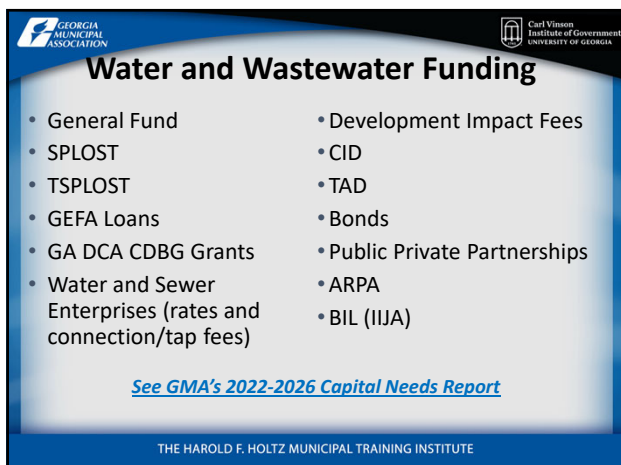 GEORGIA
MUNICIPAL
ASSOCIATION
Carl Vinson
Institute of Government
UNIVERSITY OF GEORGIA
Water and Wastewater Funding
• General Fund
• SPLOST
• TSPLOST
• GEFA Loans
• GA DCA CDBG Grants
• Water and Sewer
Enterprises (rates and
connection/tap fees)
• Development Impact Fees
• CID
• TAD
• Bonds
• Public Private Partnerships
• ARPA
• BIL (IIJA)
See GMA's 2022-2026 Capital Needs Report
THE HAROLD F. HOLTZ MUNICIPAL TRAINING INSTITUTE